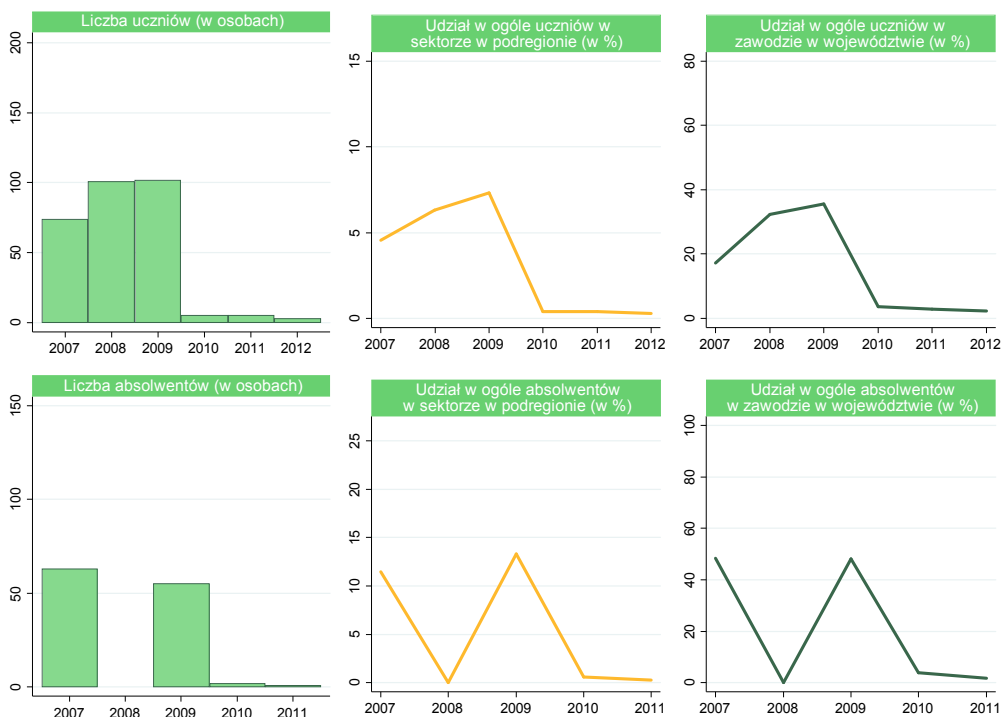 Liczba uczniów (w osobach)
200
150
100
50
0
2007 2008 2009 2010 2011 2012
Udział w ogóle uczniów w
sektorze w podregionie (w %)
15
10
5
0
2007 2008 2009 2010 2011 2012
Udział w ogóle uczniów w
zawodzie w województwie (w %)
80
60
40
20
0
2007 2008 2009 2010 2011 2012
Liczba absolwentów (w osobach)
150
100
50
0
2007 2008 2009 2010 2011
Udział w ogóle absolwentów
w sektorze w podregionie (w %)
25
20
15
10
5
0
2007 2008 2009 2010 2011
Udział w ogóle absolwentów
w zawodzie w województwie (w %)
100
80
60
40
20
0
2007 2008 2009 2010 2011